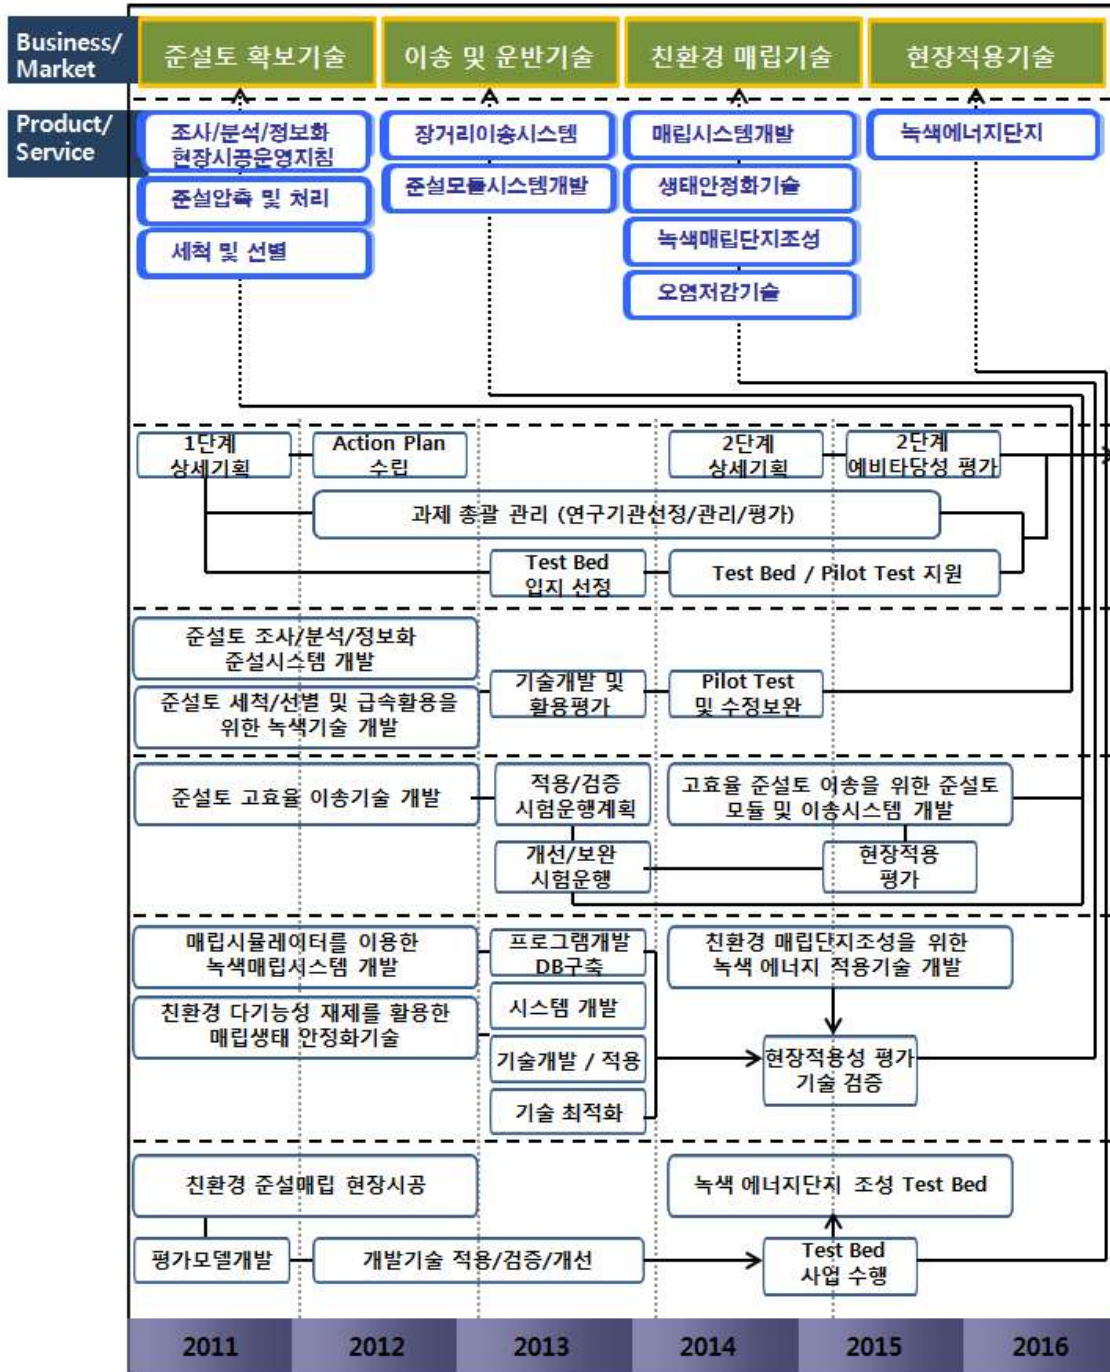 Business/
Market
준설토 확보기술
이송 및 운반기술
친환경 매립기술
현장적용기술
Product/
Service
조사/분석/정보화
현장시공운영지침
준설압축 및 처리
세척 및 선별
장거리이송시스템
준설모듈시스템개발
매립시스템개발
생태안정화기술
녹색매립단지조성
오염저감기술
녹색에너지단지
1단계
상세기획
Action Plan
수립
2단계
상세기획
2단계
예비타당성 평가
과제 총괄 관리 (연구기관선정/관리/평가)
Test Bed
입지 선정
Test Bed / Pilot Test 지원
준설토 조사/분석/정보화
준설시스템 개발
준설토 세척/선별 및 급속활용을
위한 녹색기술 개발
기술개발 및
활용평가
Pilot Test
및 수정보완
준설토 고효율 이송기술 개발
적용/검증
시험운행계획
고효율 준설토 이송을 위한 준설토
모듈 및 이송시스템 개발
개선/보완
시험운행
현장적용
평가
매립시뮬레이터를 이용한
녹색매립시스템 개발
프로그램개발
DB구축
친환경 매립단지조성을 위한
녹색 에너지 적용기술 개발
친환경 다기능성 재제를 활용한
매립생태 안정화기술
시스템 개발
기술개발 / 적용
기술 최적화
현장적용성 평가
기술 검증
친환경 준설매립 현장시공
녹색 에너지단지 조성 Test Bed
평가모델개발
개발기술 적용/검증/개선
Test Bed
사업 수행
2011
2012
2013
2014
2015
2016